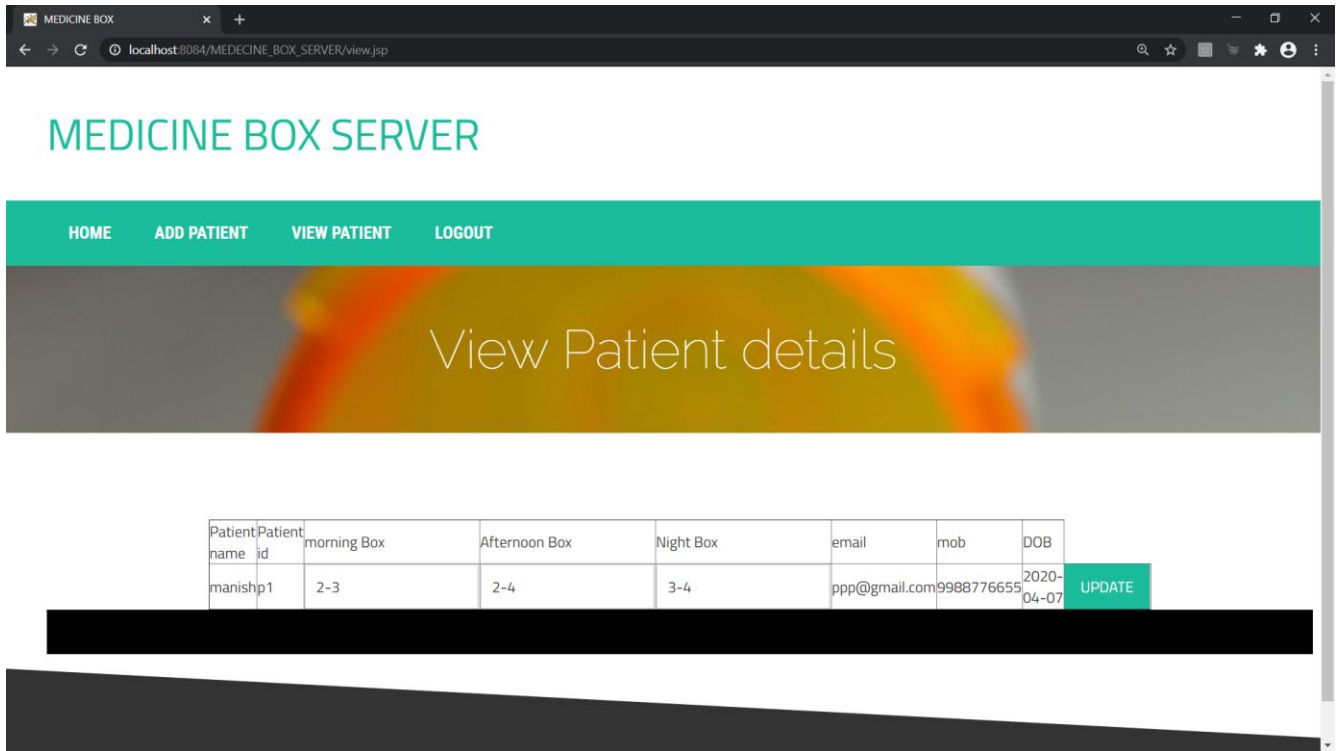 MEDICINE BOX
localhost:8084/MEDECINE_BOX_SERVER/view.jsp
MEDICINE BOX SERVER
HOME ADD PATIENT VIEW PATIENT LOGOUT
View Patient details
Patient name Patient id morning Box Afternoon Box Night Box email mob DOB
manish p1 2-3 2-4 3-4 ppp@gmail.com 9988776655 2020-04-07 UPDATE